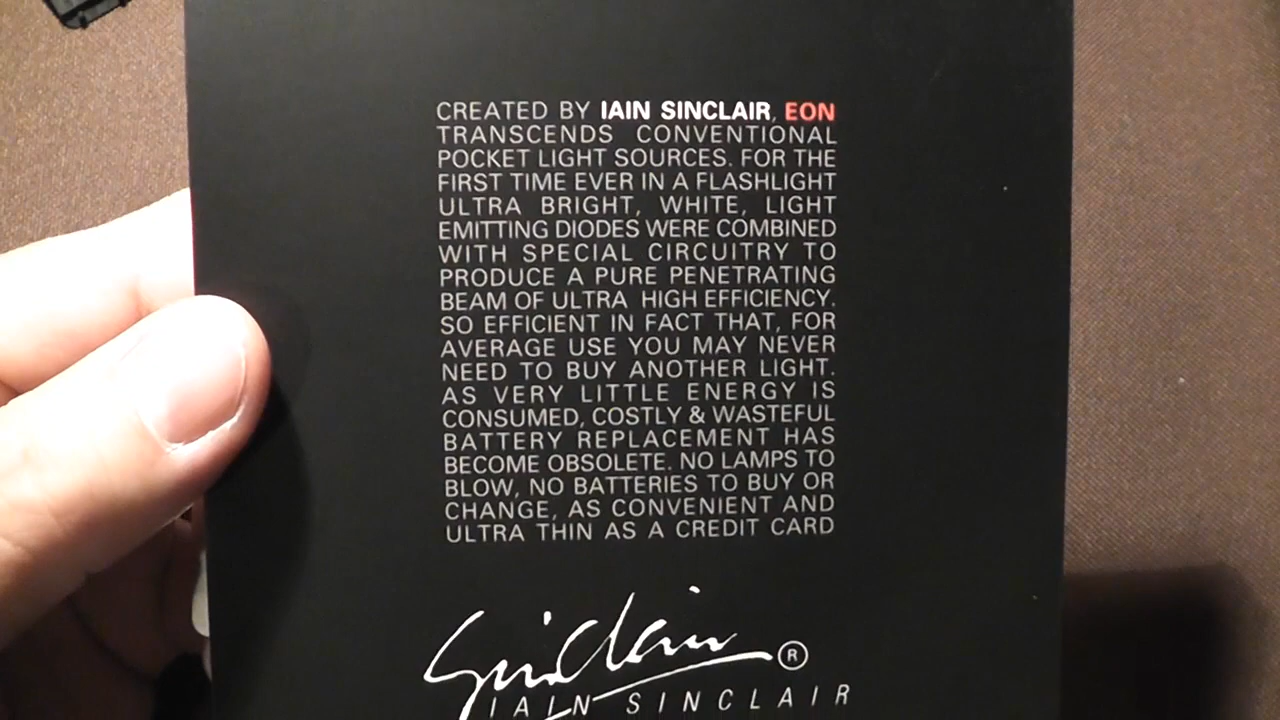 CREATED BY IAIN SINCLAIR, EON
TRANSCENDS CONVENTIONAL
POCKET LIGHT SOURCES. FOR THE
FIRST TIME EVER IN A FLASHLIGHT
ULTRA BRIGHT, WHITE, LIGHT
EMITTING DIODES WERE COMBINED
WITH SPECIAL CIRCUITRY TO
PRODUCE A PURE PENETRATING
BEAM OF ULTRA HIGH EFFICIENCY.
SO EFFICIENT IN FACT THAT, FOR
AVERAGE USE YOU MAY NEVER
NEED TO BUY ANOTHER LIGHT.
AS VERY LITTLE ENERGY IS
CONSUMED, COSTLY & WASTEFUL
BATTERY REPLACEMENT HAS
BECOME OBSOLETE. NO LAMPS TO
BLOW, NO BATTERIES TO BUY OR
CHANGE, AS CONVENIENT AND
ULTRA THIN AS A CREDIT CARD
Sinclair ®
IAIN SINCLAIR